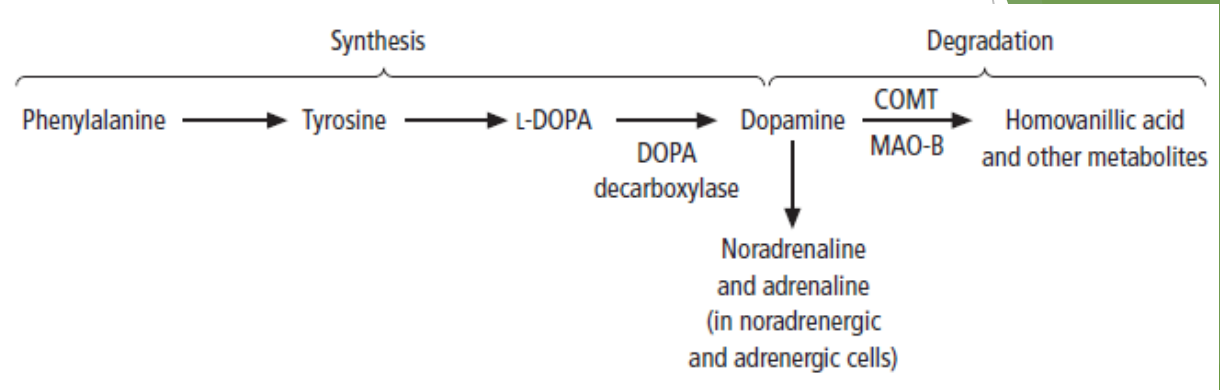 Synthesis
Degradation
Phenylalanine
Tyrosine
L-DOPA
DOPA
decarboxylase
Dopamine
COMT
MAO-B
Homovanillic acid
and other metabolites
Noradrenaline
and adrenaline
(in noradrenergic
and adrenergic cells)